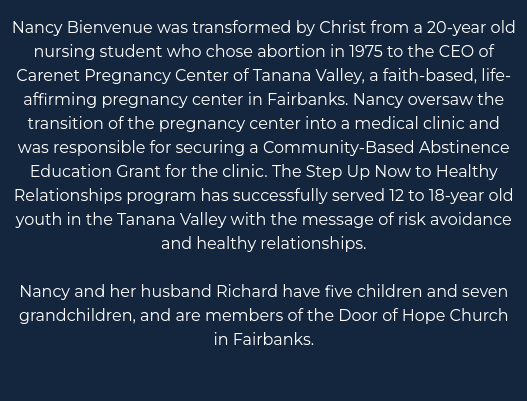 Nancy Bienvenue was transformed by Christ from a 20-year old
nursing student who chose abortion in 1975 to the CEO of
Carenet Pregnancy Center of Tanana Valley, a faith-based, life-
affirming pregnancy center in Fairbanks. Nancy oversaw the
transition of the pregnancy center into a medical clinic and
was responsible for securing a Community-Based Abstinence
Education Grant for the clinic. The Step Up Now to Healthy
Relationships program has successfully served 12 to 18-year old
youth in the Tanana Valley with the message of risk avoidance
and healthy relationships.
Nancy and her husband Richard have five children and seven
grandchildren, and are members of the Door of Hope Church
in Fairbanks.